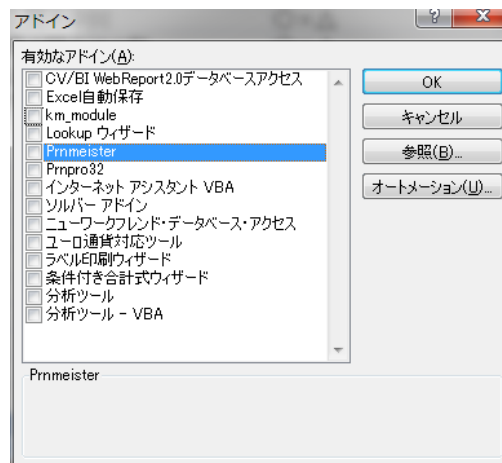 アドイン
有効なアドイン(A):
CV/BI WebReport2.0データベースアクセス
Excel自動保存
km_module
Lookup ウィザード
Prnmeister
Prnpro32
インターネット アシスタント VBA
ソルバー アドイン
ニューワークフレンド・データベース・アクセス
ユーロ通貨対応ツール
ラベル印刷ウィザード
条件付き合計式ウィザード
分析ツール
分析ツール - VBA
OK
キャンセル
参照(B)...
オートメーション(U)...
Prnmeister